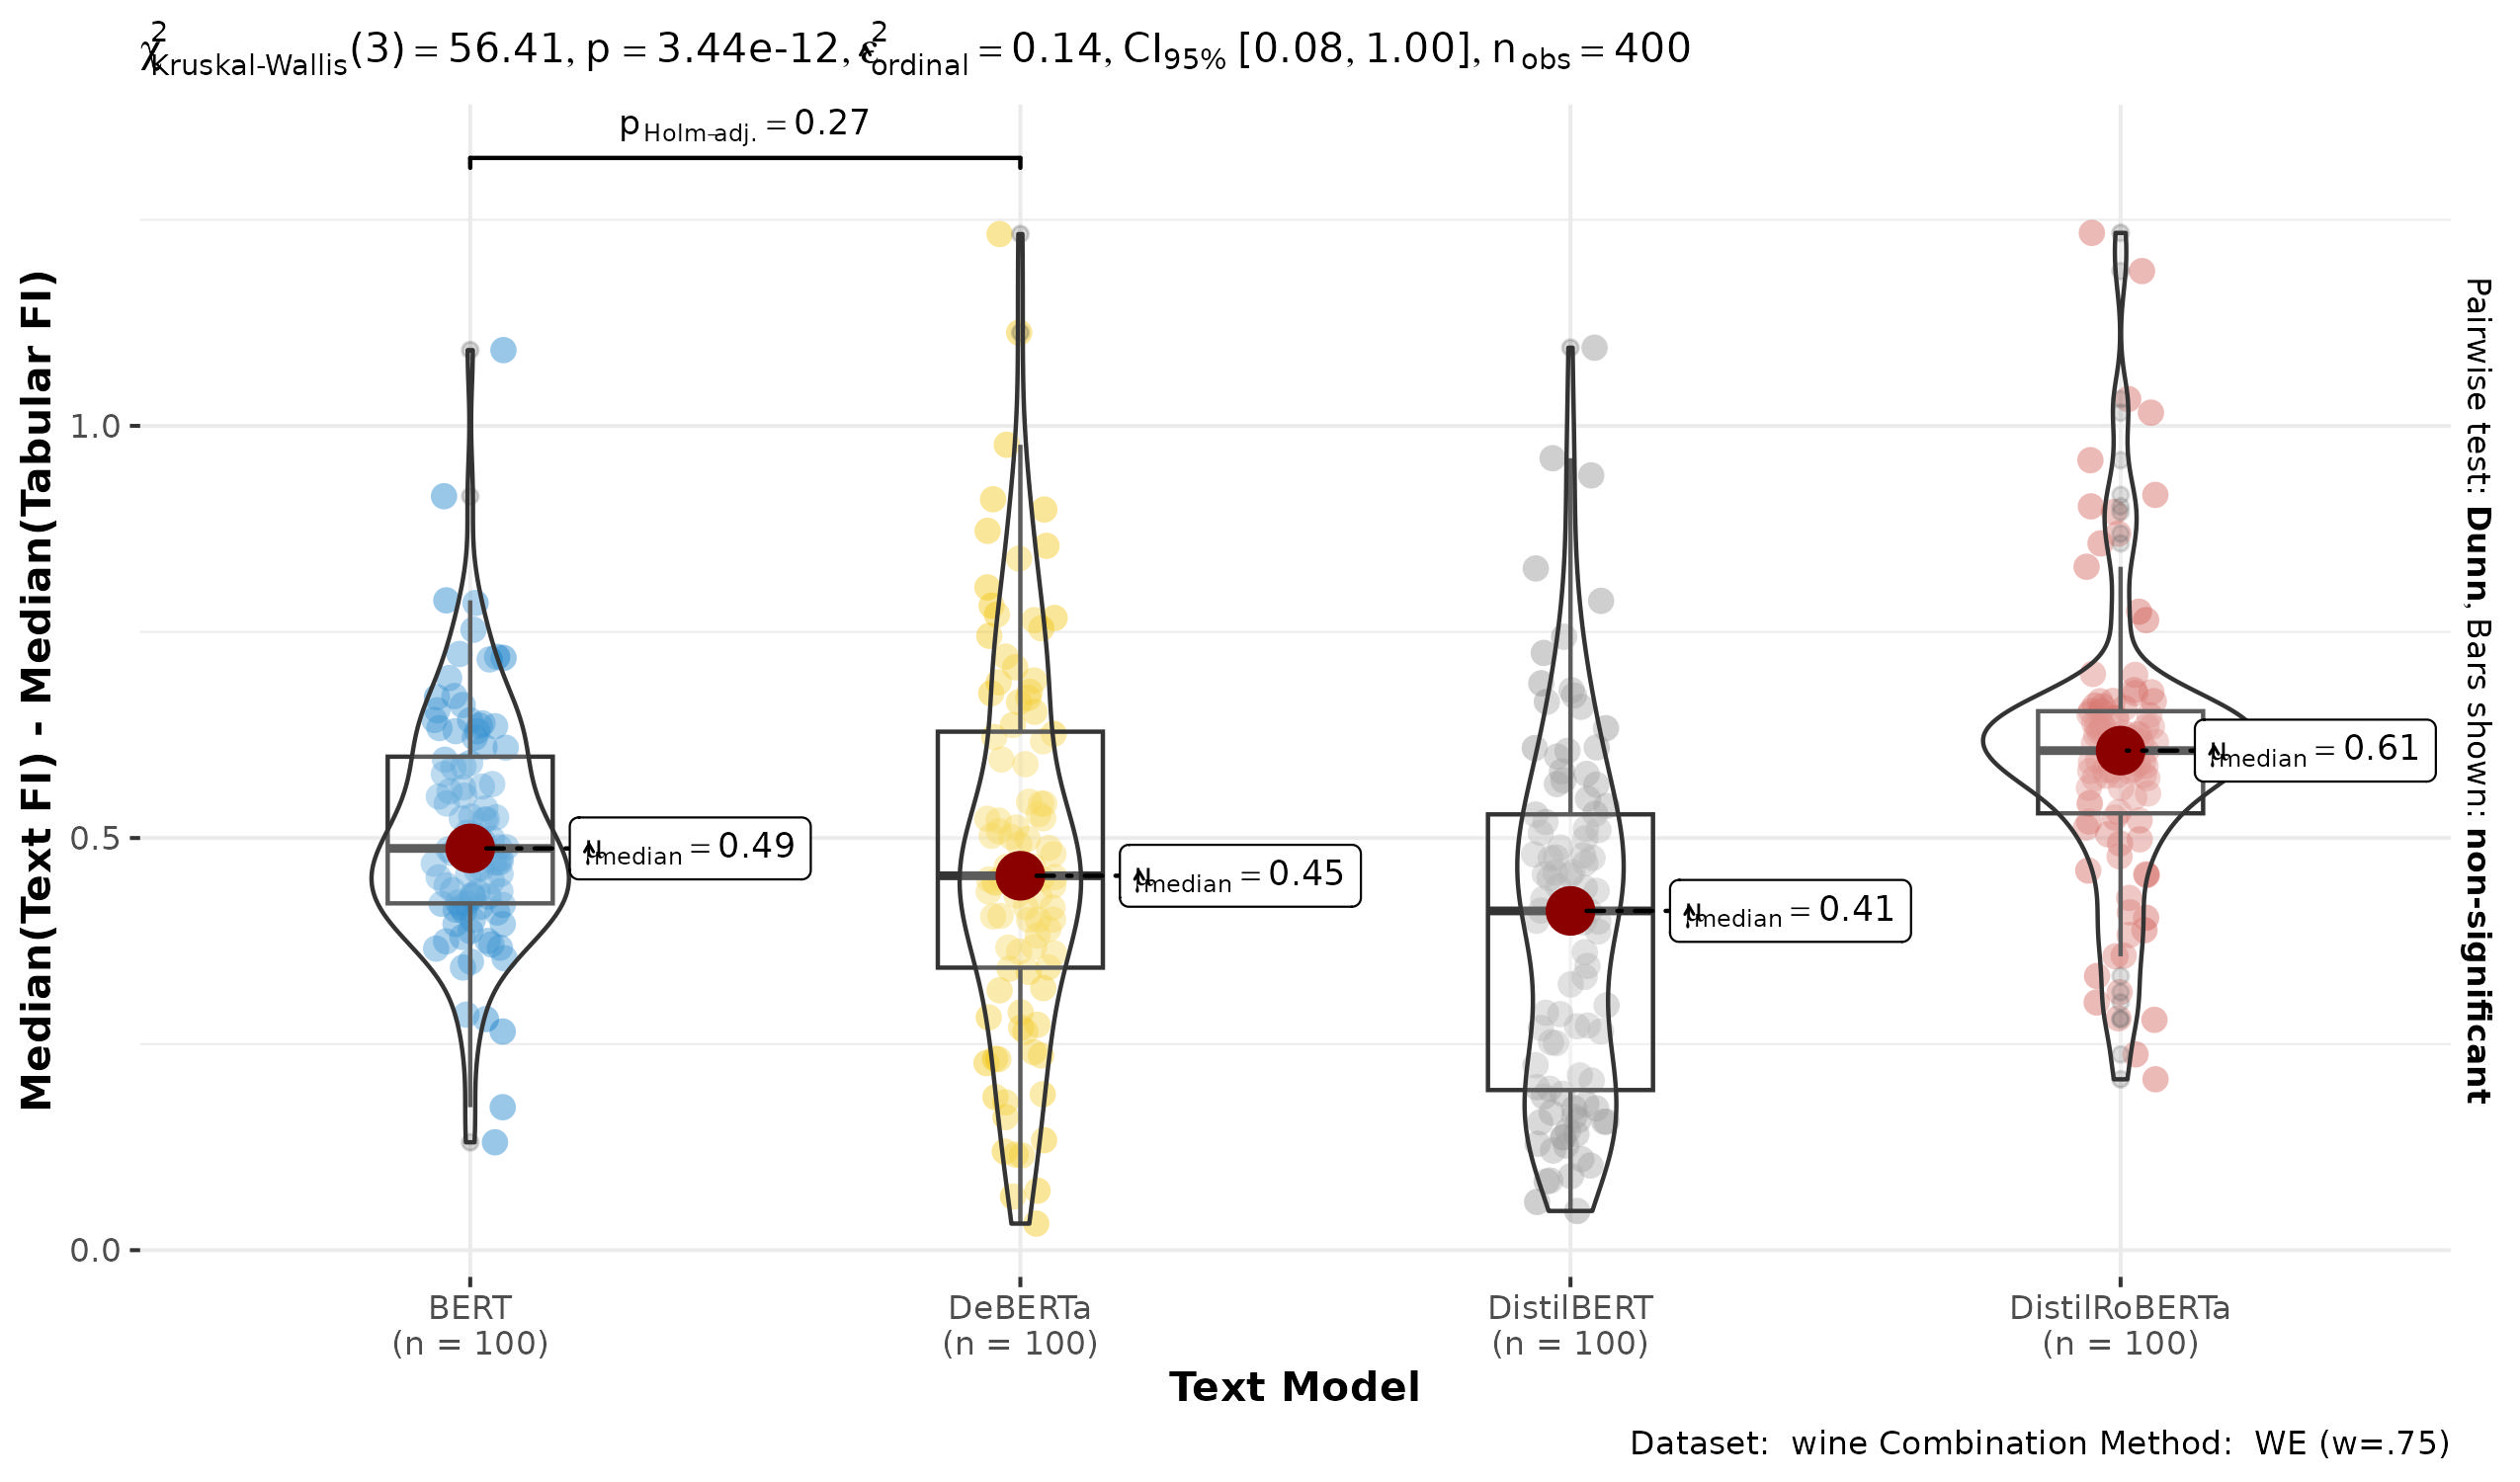 χ̂²Kruskal-Wallis(3) = 56.41, p = 3.44e-12, ε̂²ordinal = 0.14, CI95% [0.08, 1.00], nobs = 400
pHolm-adj. = 0.27
Median(Text FI) - Median(Tabular FI)
1.0
0.5
0.0
μ̂median = 0.49
μ̂median = 0.45
μ̂median = 0.41
μ̂median = 0.61
Pairwise test: Dunn, Bars shown: non-significant
BERT
(n = 100)
DeBERTa
(n = 100)
DistilBERT
(n = 100)
DistilRoBERTa
(n = 100)
Text Model
Dataset: wine Combination Method: WE (w=.75)